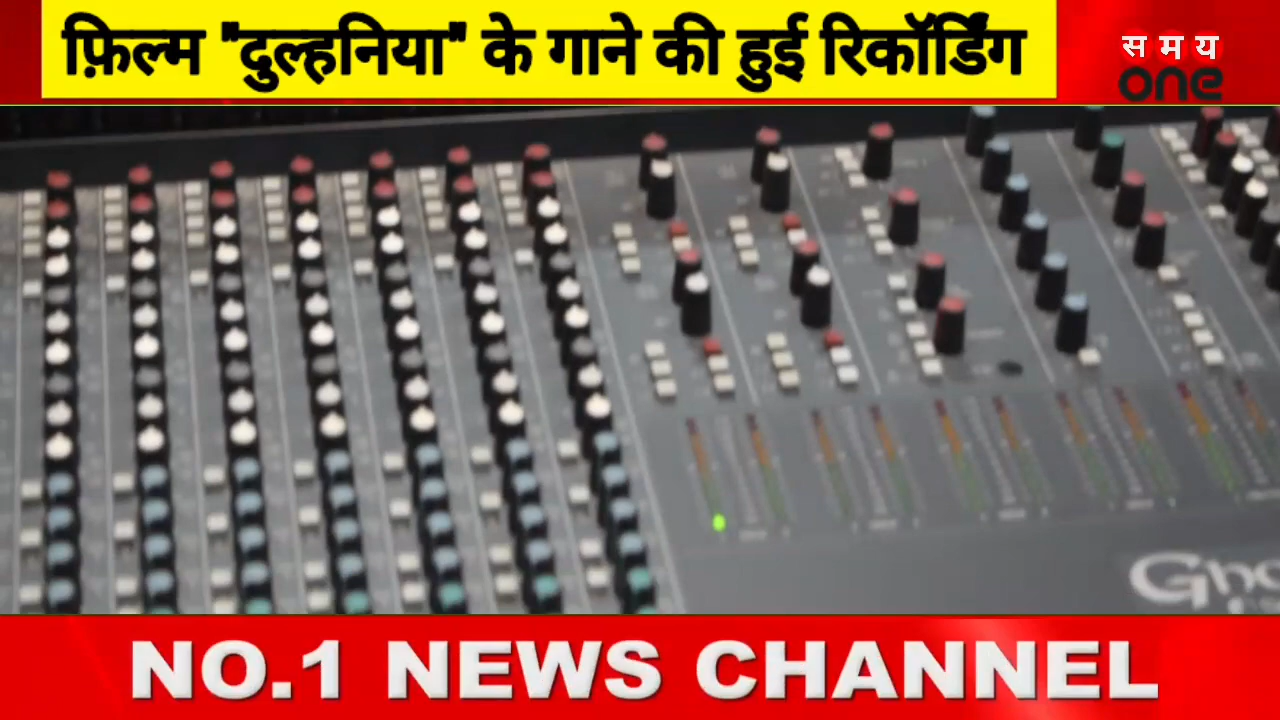 फ़िल्म "दुल्हनिया" के गाने की हुई रिकॉर्डिंग
समय
one
NO.1 NEWS CHANNEL